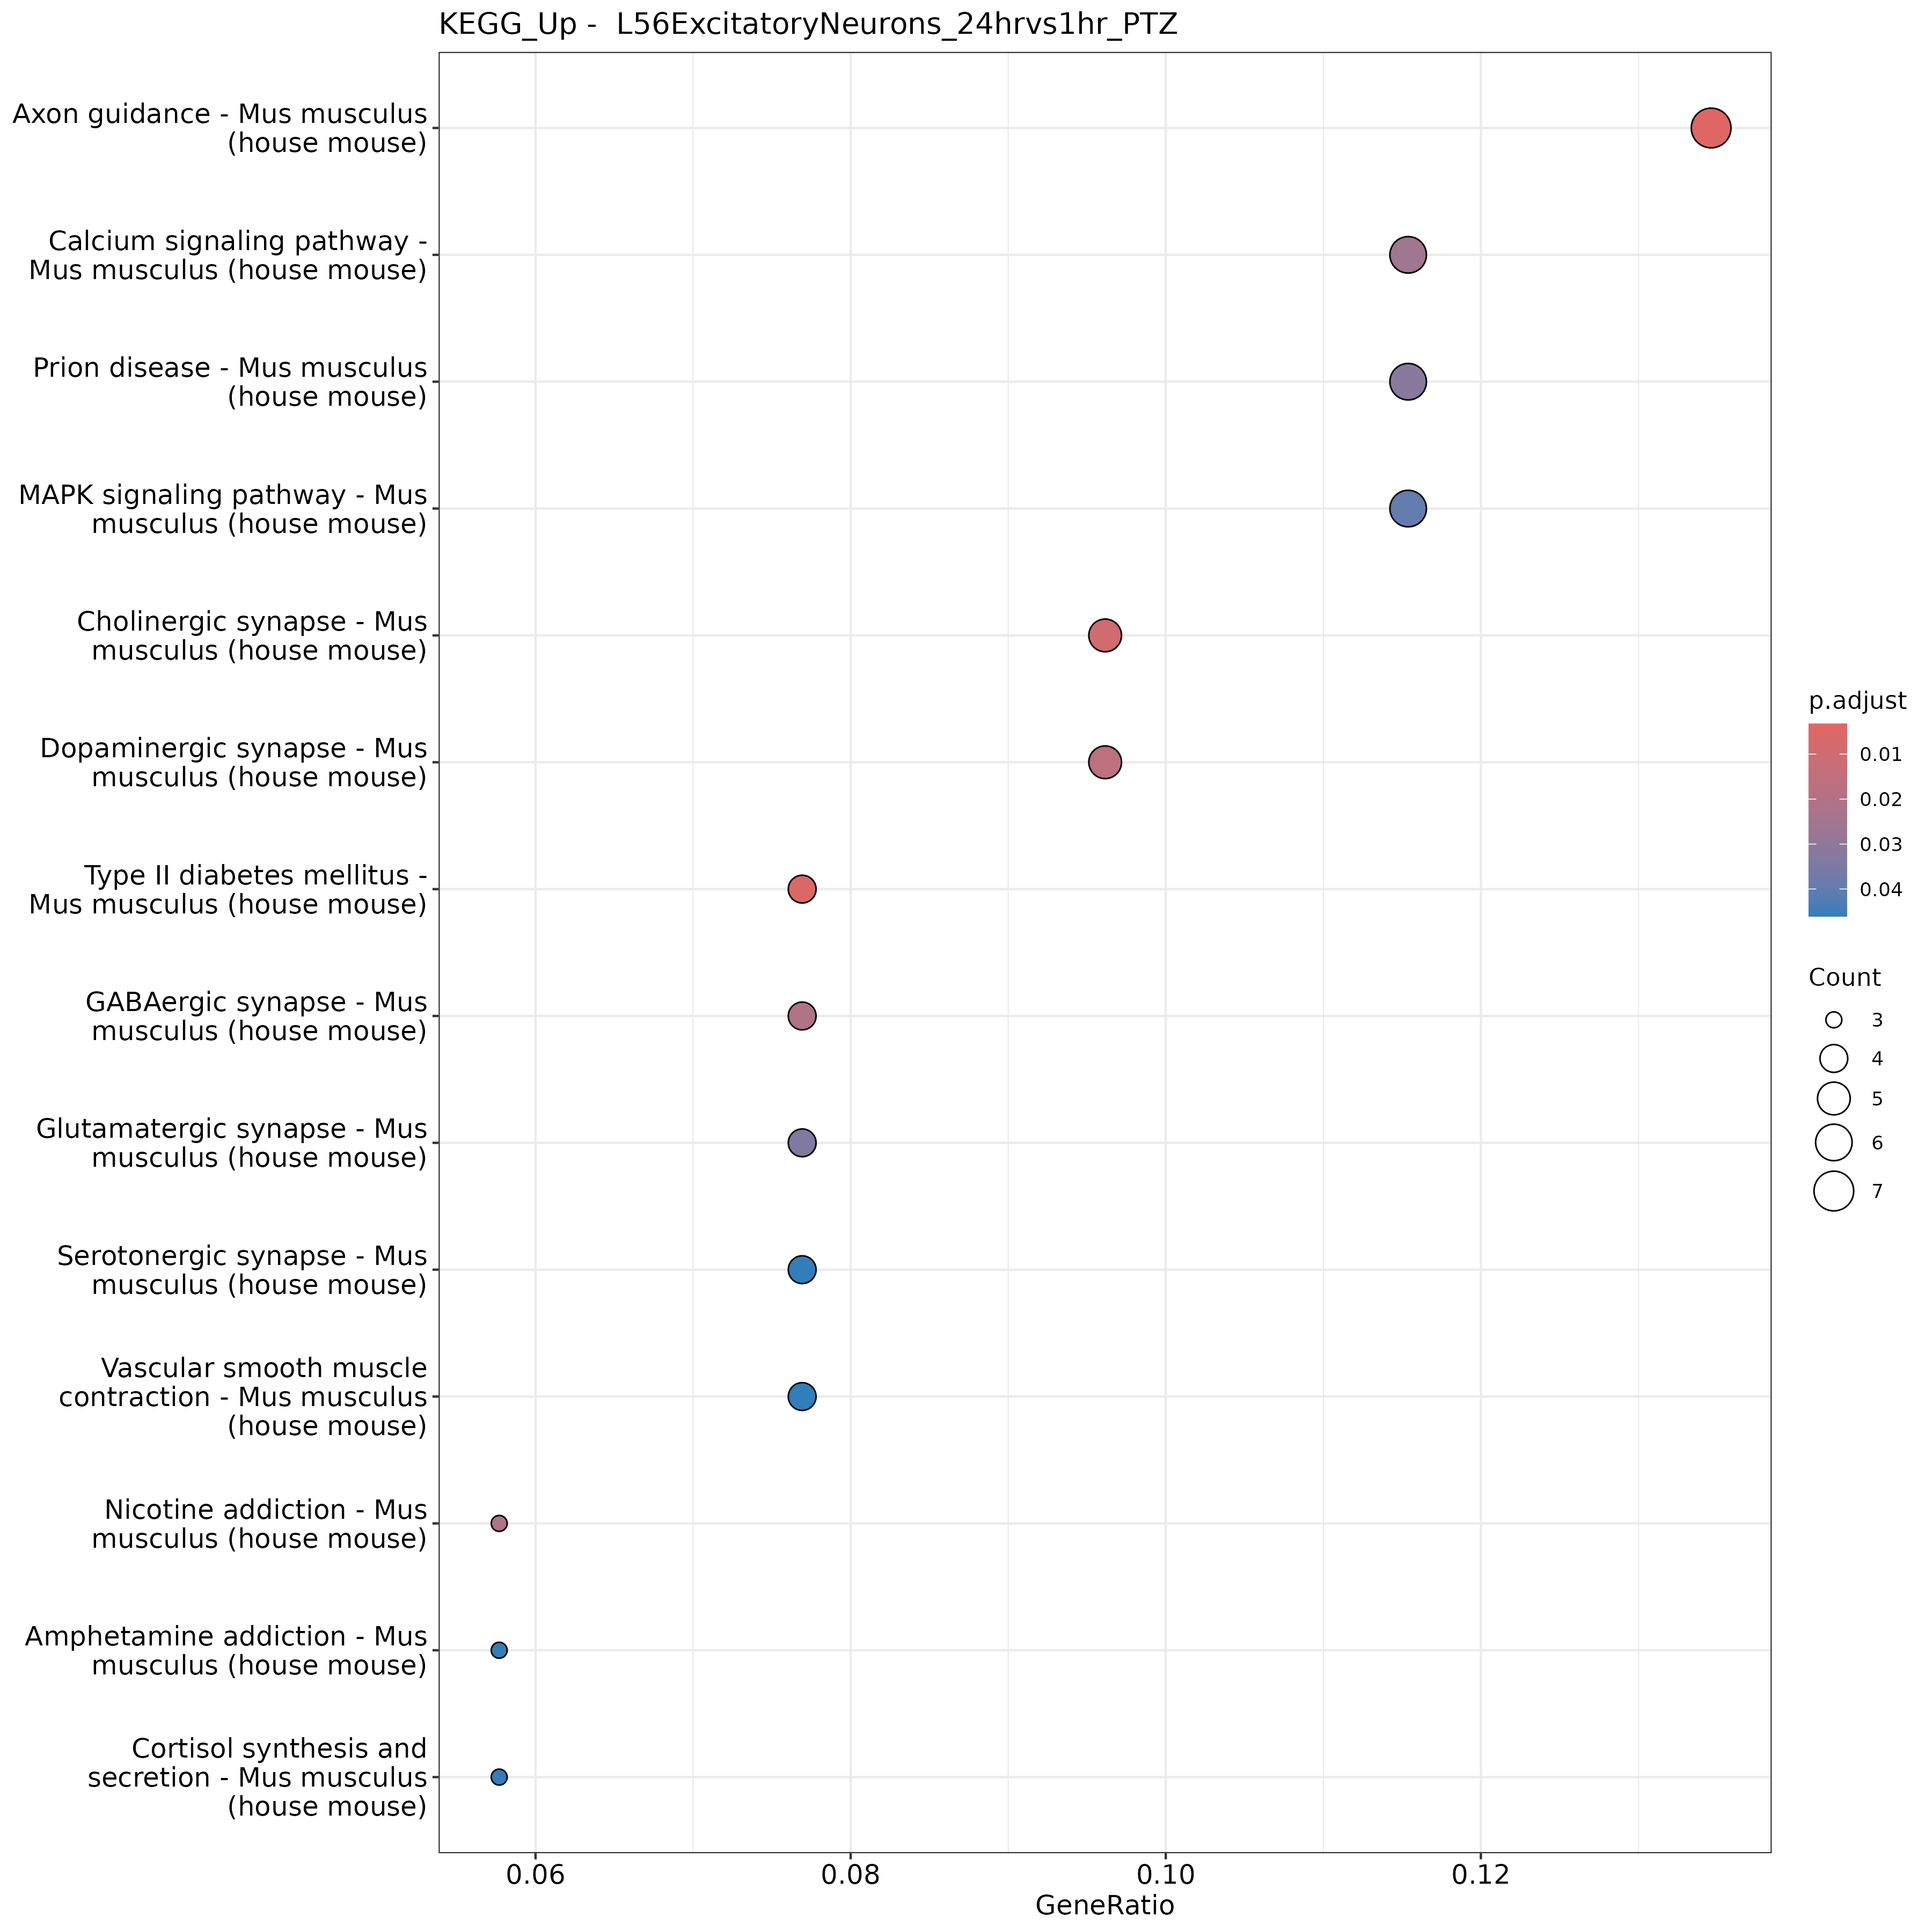 KEGG_Up -  L56ExcitatoryNeurons_24hrvs1hr_PTZ
Axon guidance - Mus musculus
(house mouse)
Calcium signaling pathway -
Mus musculus (house mouse)
Prion disease - Mus musculus
(house mouse)
MAPK signaling pathway - Mus
musculus (house mouse)
Cholinergic synapse - Mus
musculus (house mouse)
Dopaminergic synapse - Mus
musculus (house mouse)
Type II diabetes mellitus -
Mus musculus (house mouse)
GABAergic synapse - Mus
musculus (house mouse)
Glutamatergic synapse - Mus
musculus (house mouse)
Serotonergic synapse - Mus
musculus (house mouse)
Vascular smooth muscle
contraction - Mus musculus
(house mouse)
Nicotine addiction - Mus
musculus (house mouse)
Amphetamine addiction - Mus
musculus (house mouse)
Cortisol synthesis and
secretion - Mus musculus
(house mouse)
0.06 0.08 0.10 0.12
GeneRatio
p.adjust
0.01
0.02
0.03
0.04
Count
3
4
5
6
7